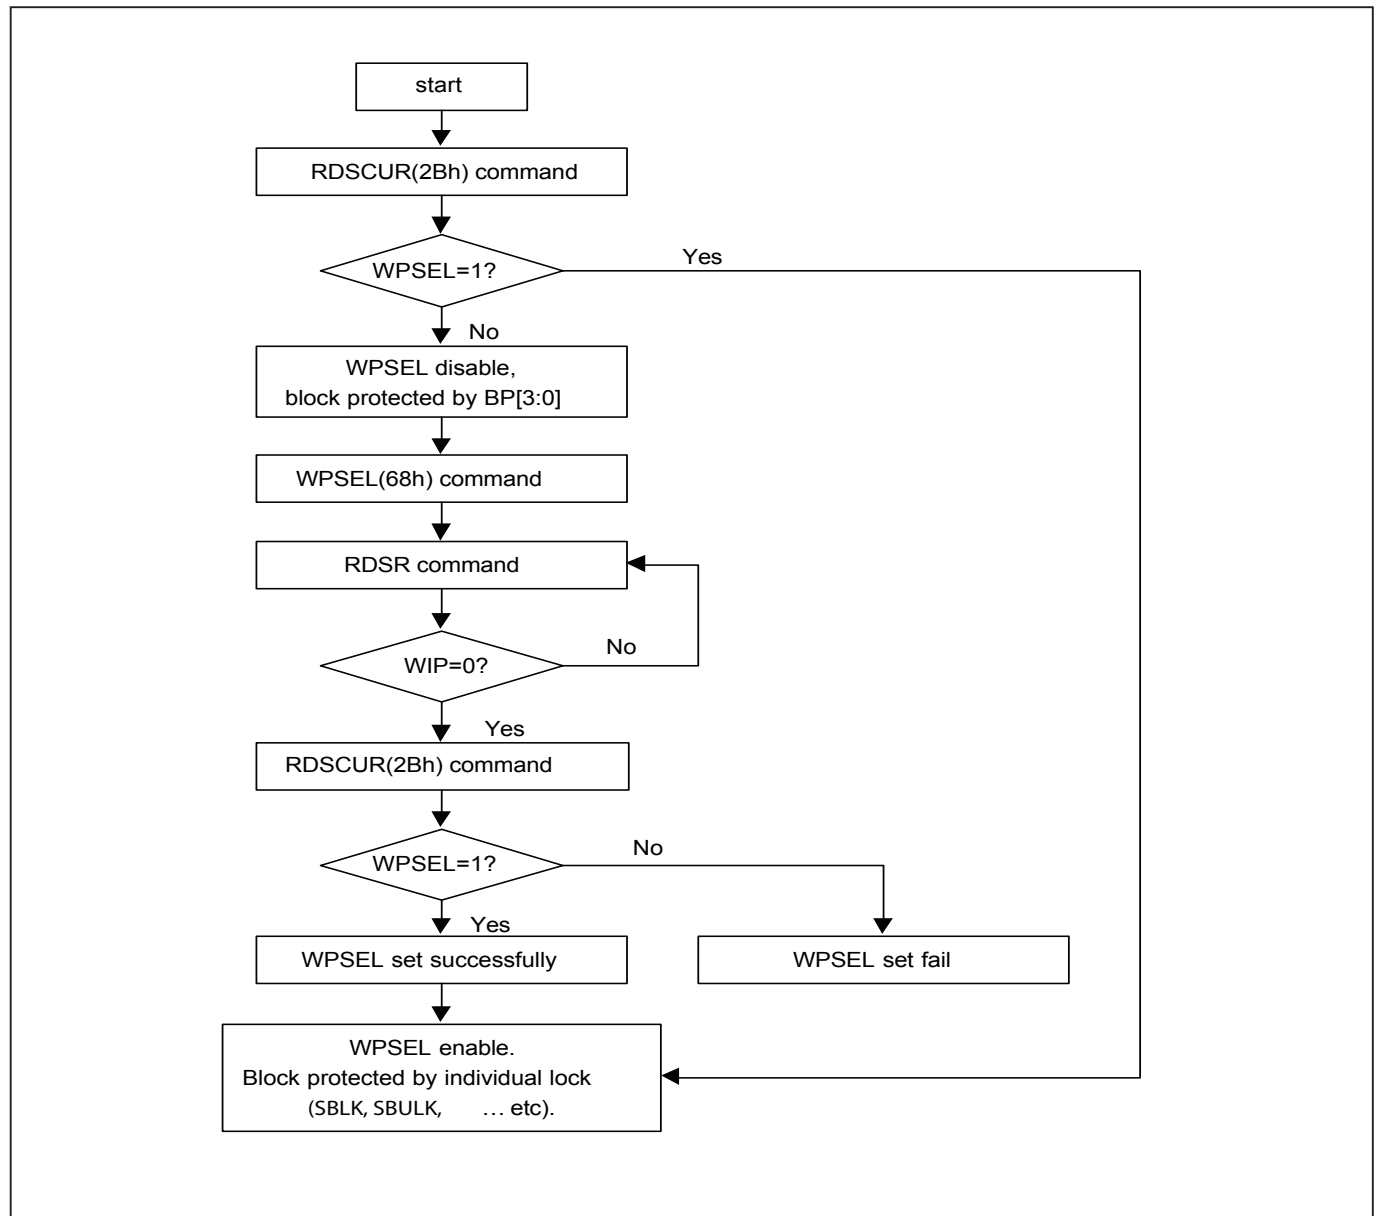 start
RDSCUR(2Bh) command
WPSEL=1?
Yes
No
WPSEL disable,
block protected by BP[3:0]
WPSEL(68h) command
RDSR command
WIP=0?
No
Yes
RDSCUR(2Bh) command
WPSEL=1?
No
Yes
WPSEL set successfully
WPSEL set fail
WPSEL enable.
Block protected by individual lock
(SBLK, SBULK, … etc).